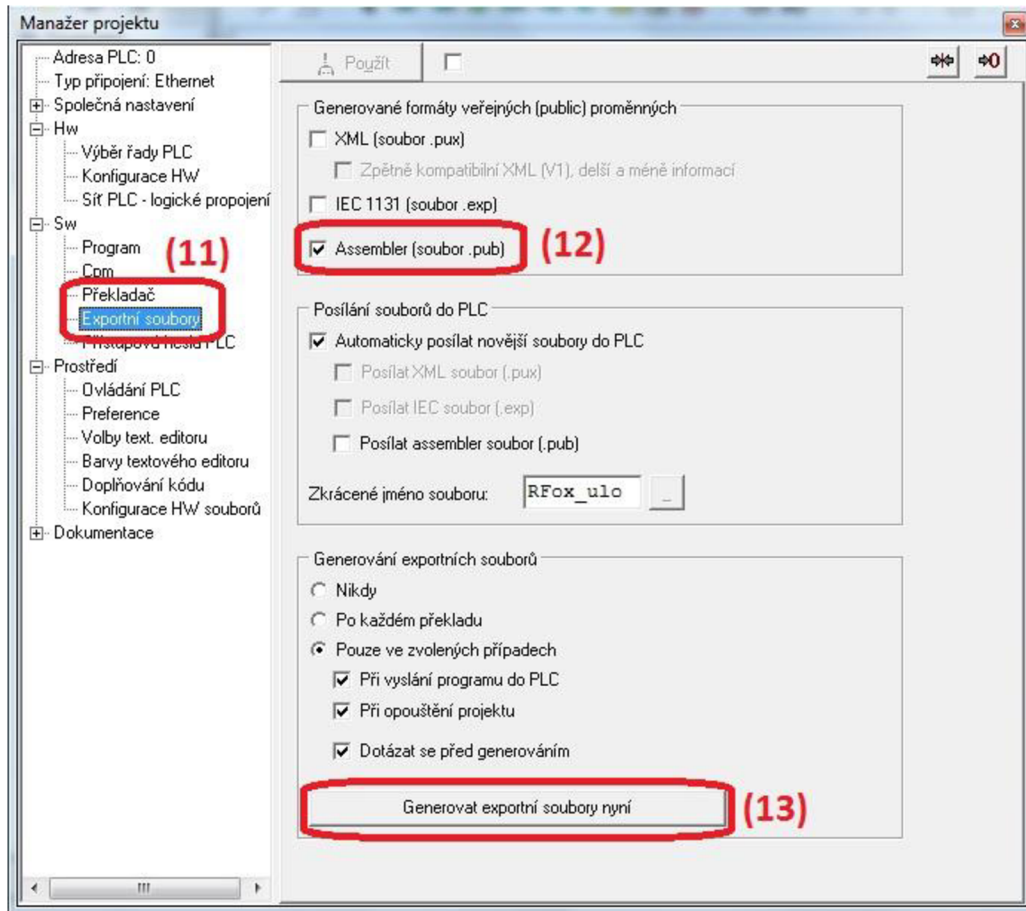 Manažer projektu
Adresa PLC: 0
Typ připojení: Ethernet
Společná nastavení
Hw
Výběr řady PLC
Konfigurace HW
Síť PLC - logické propojení
Sw
Program
Cpm
(11)
Překladač
Exportní soubory
Přístupová hesla PLC
Prostředí
Ovládání PLC
Preference
Volby text. editoru
Barvy textového editoru
Doplňování kódu
Konfigurace HW souborů
Dokumentace
Použít
Generované formáty veřejných (public) proměnných
XML (soubor .pux)
Zpětně kompatibilní XML (V1), delší a méně informací
IEC 1131 (soubor .exp)
Assembler (soubor .pub)
(12)
Posílání souborů do PLC
Automaticky posílat novější soubory do PLC
Posílat XML soubor (.pux)
Posílat IEC soubor (.exp)
Posílat assembler soubor (.pub)
Zkrácené jméno souboru: RFox_ulo
Generování exportních souborů
Nikdy
Po každém překladu
Pouze ve zvolených případech
Při vyslání programu do PLC
Při opouštění projektu
Dotázat se před generováním
Generovat exportní soubory nyní
(13)